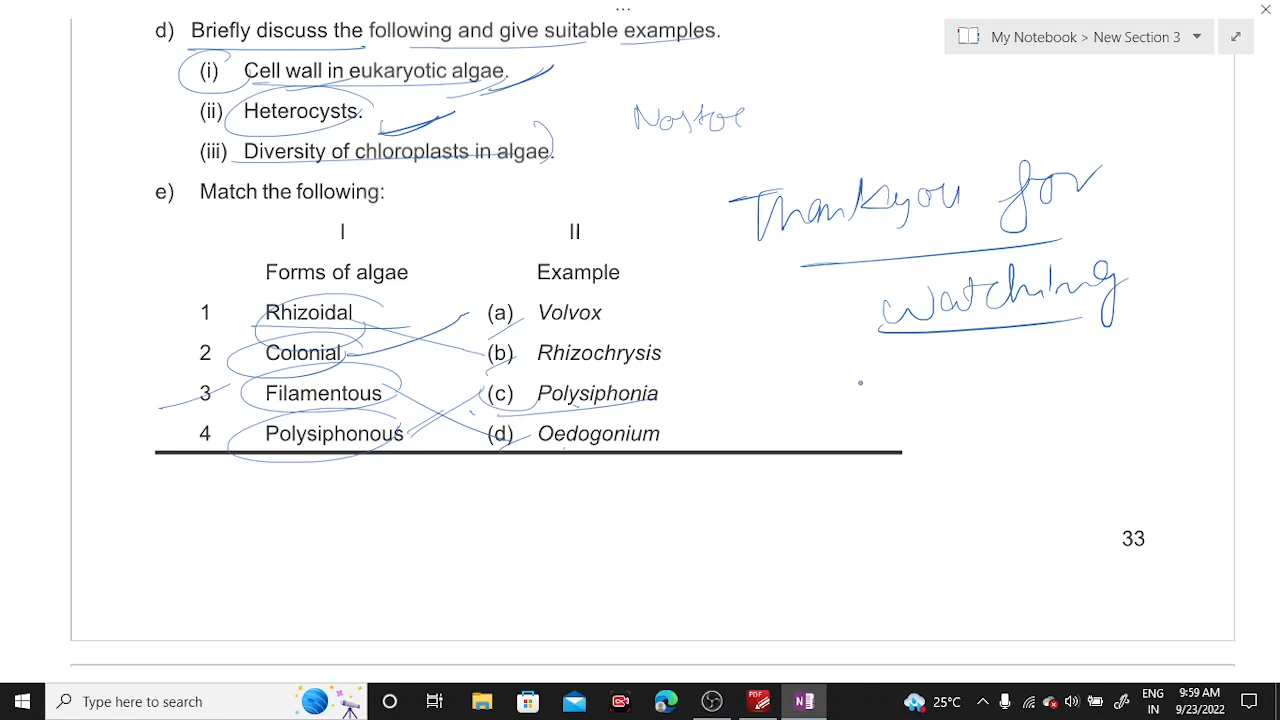 ...
d) Briefly discuss the following and give suitable examples.
My Notebook > New Section 3
(i) Cell wall in eukaryotic algae.
(ii) Heterocysts.
Nostoc
(iii) Diversity of chloroplasts in algae.
e) Match the following:
Thankyou for
watching
I II
Forms of algae Example
1 Rhizoidal (a) Volvox
2 Colonial (b) Rhizochrysis
3 Filamentous (c) Polysiphonia
4 Polysiphonous (d) Oedogonium
33
Type here to search
PDF
N
25°C
ENG
IN
9:59 AM
9/23/2022